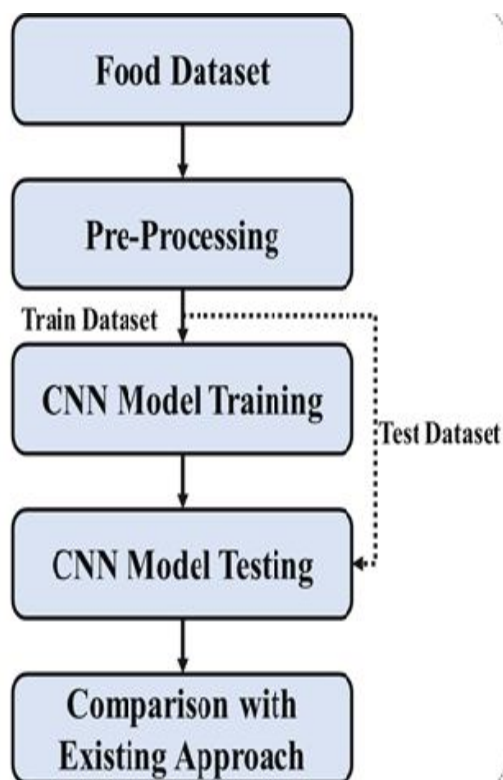 Food Dataset
Pre-Processing
Train Dataset
CNN Model Training
Test Dataset
CNN Model Testing
Comparison with
Existing Approach